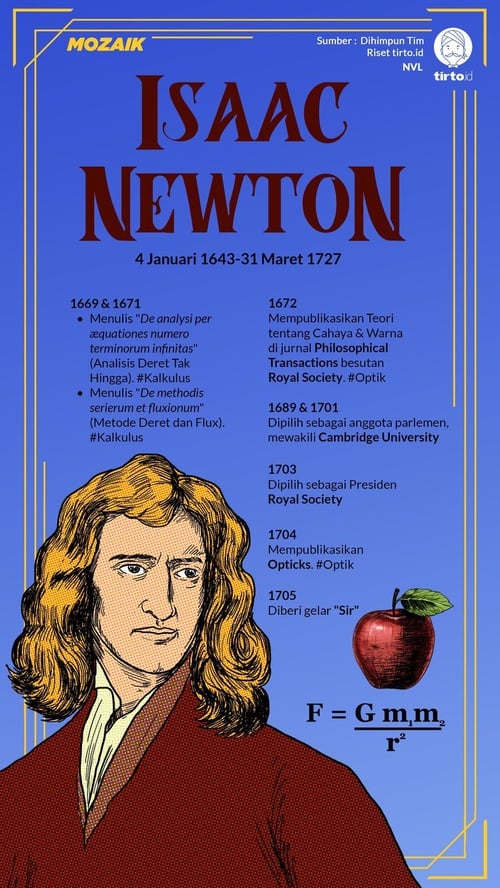 MOZAIK
Sumber : Dihimpun Tim
Riset tirto.id
NVL
tirto.id
ISAAC
NEWTON
4 Januari 1643-31 Maret 1727
1669 & 1671
• Menulis "De analysi per
æquationes numero
terminorum infinitas"
(Analisis Deret Tak
Hingga). #Kalkulus
• Menulis "De methodis
serierum et fluxionum"
(Metode Deret dan Flux).
#Kalkulus
1672
Mempublikasikan Teori
tentang Cahaya & Warna
di jurnal Philosophical
Transactions besutan
Royal Society. #Optik
1689 & 1701
Dipilih sebagai anggota parlemen,
mewakili Cambridge University
1703
Dipilih sebagai Presiden
Royal Society
1704
Mempublikasikan
Opticks. #Optik
1705
Diberi gelar "Sir"
F = G m₁m₂
r²